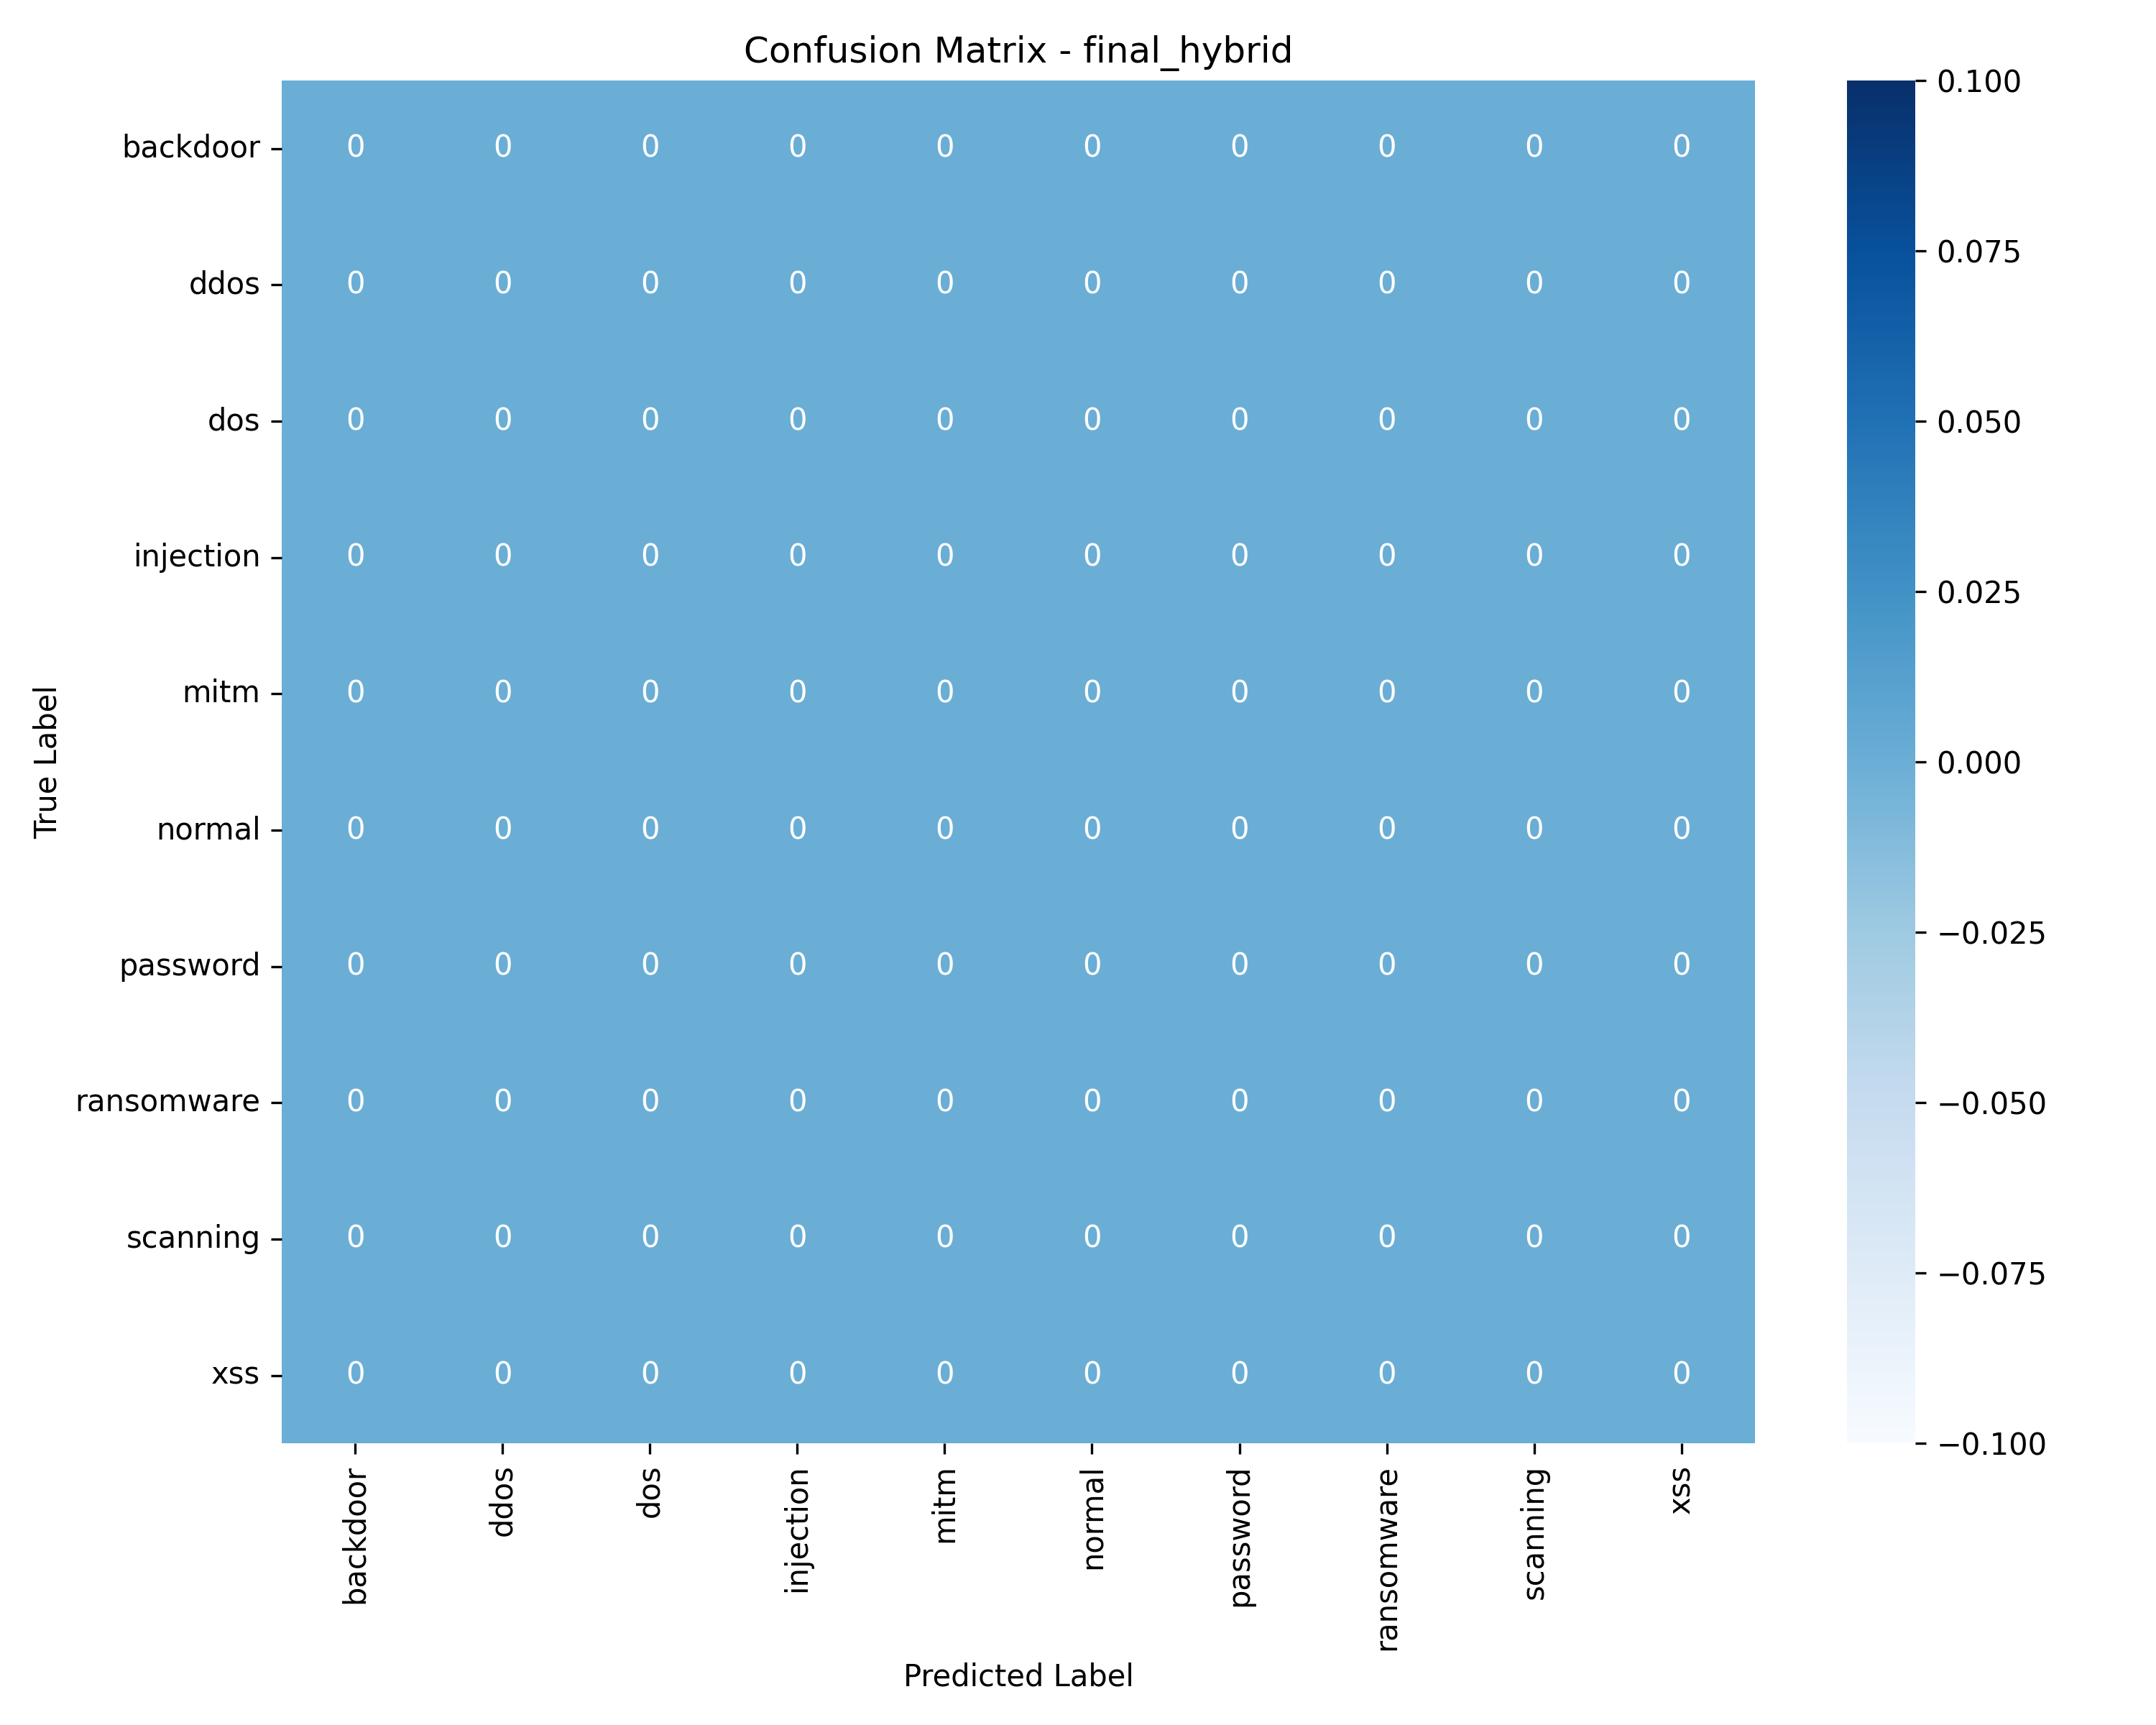 Confusion Matrix - final_hybrid
True Label
backdoor 0 0 0 0 0 0 0 0 0 0
ddos 0 0 0 0 0 0 0 0 0 0
dos 0 0 0 0 0 0 0 0 0 0
injection 0 0 0 0 0 0 0 0 0 0
mitm 0 0 0 0 0 0 0 0 0 0
normal 0 0 0 0 0 0 0 0 0 0
password 0 0 0 0 0 0 0 0 0 0
ransomware 0 0 0 0 0 0 0 0 0 0
scanning 0 0 0 0 0 0 0 0 0 0
xss 0 0 0 0 0 0 0 0 0 0
backdoor ddos dos injection mitm normal password ransomware scanning xss
Predicted Label
0.100
0.075
0.050
0.025
0.000
−0.025
−0.050
−0.075
−0.100